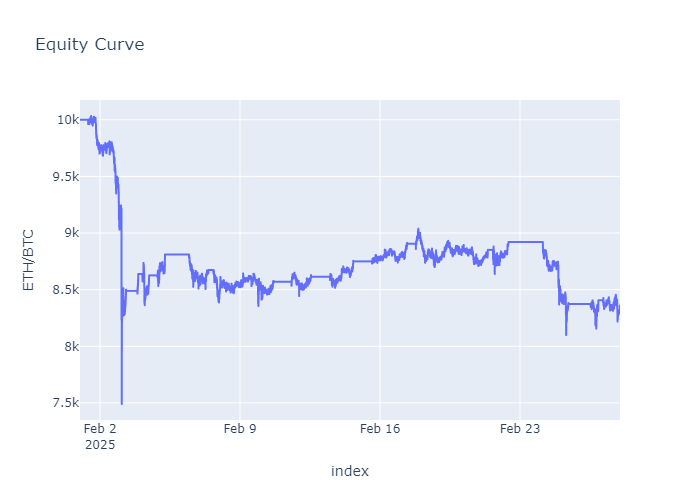 Equity Curve
10k
9.5k
9k
8.5k
8k
7.5k
ETH/BTC
Feb 2
2025
Feb 9
Feb 16
Feb 23
index